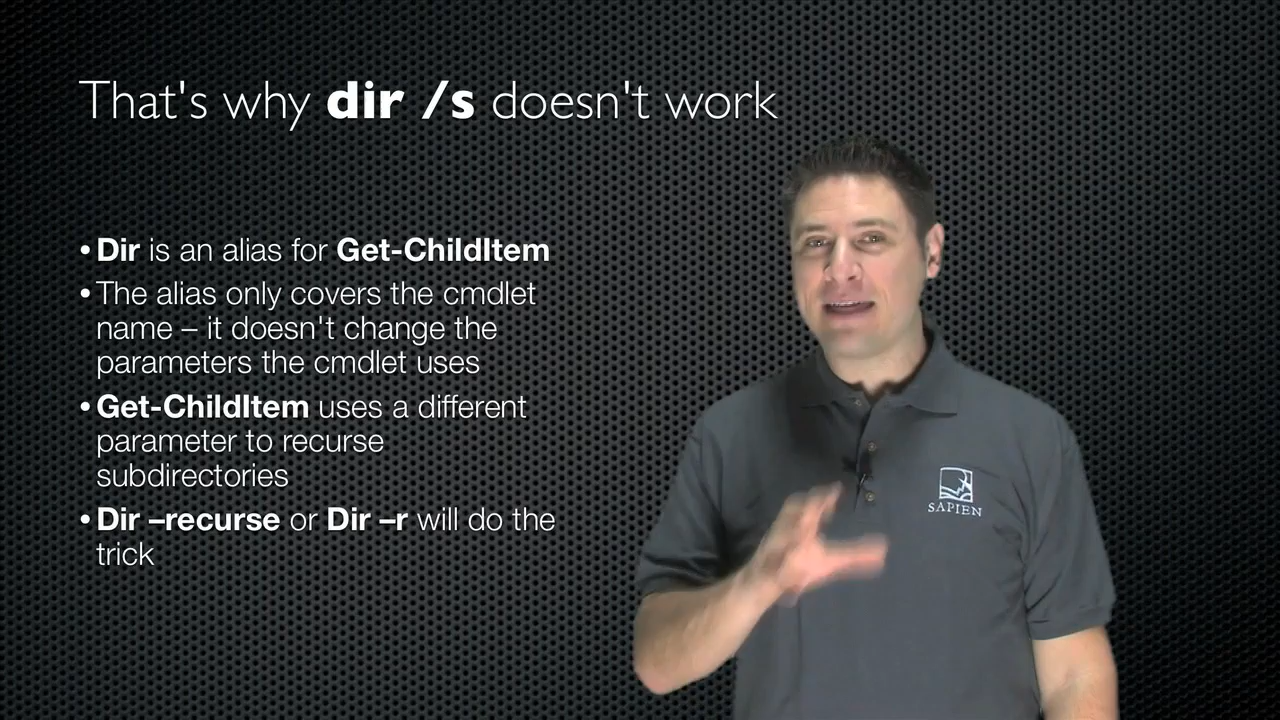 That's why dir /s doesn't work
• Dir is an alias for Get-ChildItem
• The alias only covers the cmdlet
name – it doesn't change the
parameters the cmdlet uses
• Get-ChildItem uses a different
parameter to recurse
subdirectories
• Dir –recurse or Dir –r will do the
trick
SAPIEN